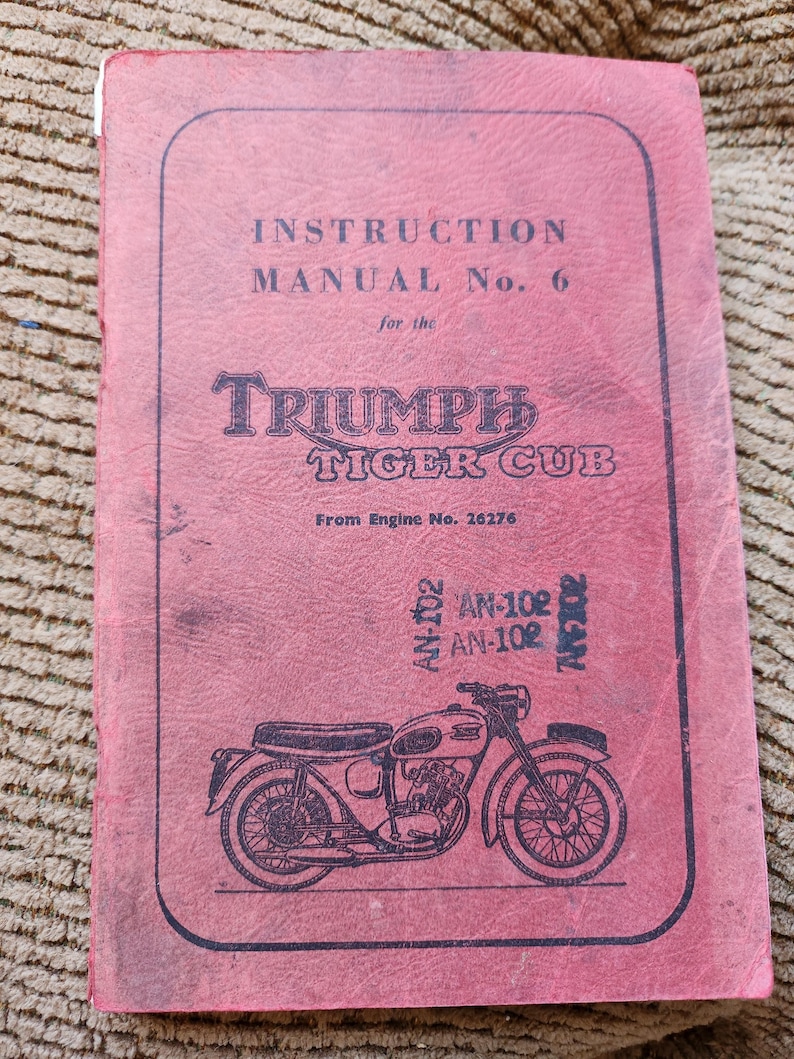 INSTRUCTION
MANUAL No. 6
for the
TRIUMPH
TIGER CUB
From Engine No. 26276
AN-102
AN-102
AN-102
AN-102